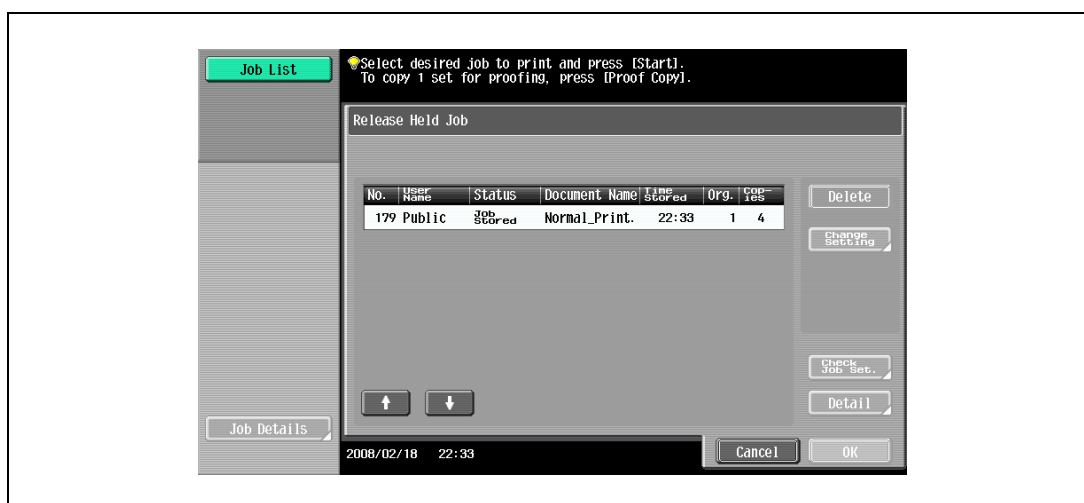 Job List
Select desired job to print and press [Start].
To copy 1 set for proofing, press [Proof Copy].
Release Held Job
No. User Name Status Document Name Time Stored Org. Cop-ies
179 Public Job Stored Normal_Print. 22:33 1 4
Delete
Change Setting
Check Job Set.
Detail
Job Details
2008/02/18 22:33
Cancel
OK